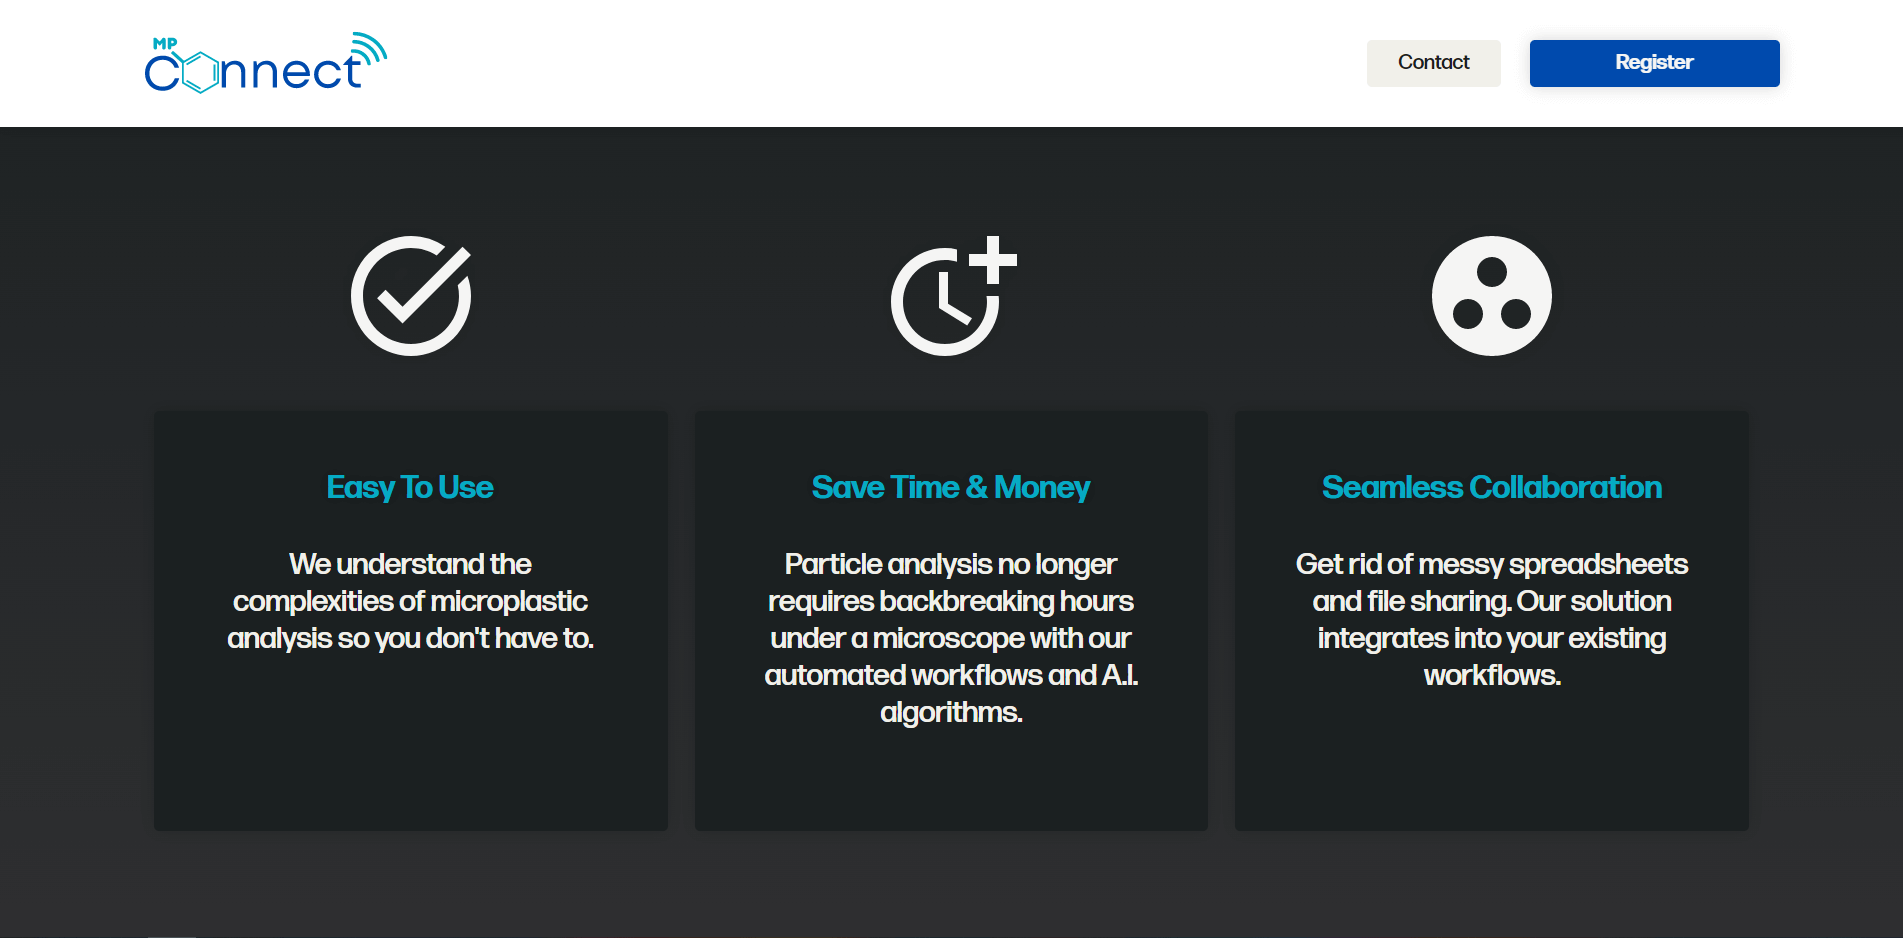 MP
Connect
Contact
Register
Easy To Use
We understand the
complexities of microplastic
analysis so you don't have to.
Save Time & Money
Particle analysis no longer
requires backbreaking hours
under a microscope with our
automated workflows and A.I.
algorithms.
Seamless Collaboration
Get rid of messy spreadsheets
and file sharing. Our solution
integrates into your existing
workflows.